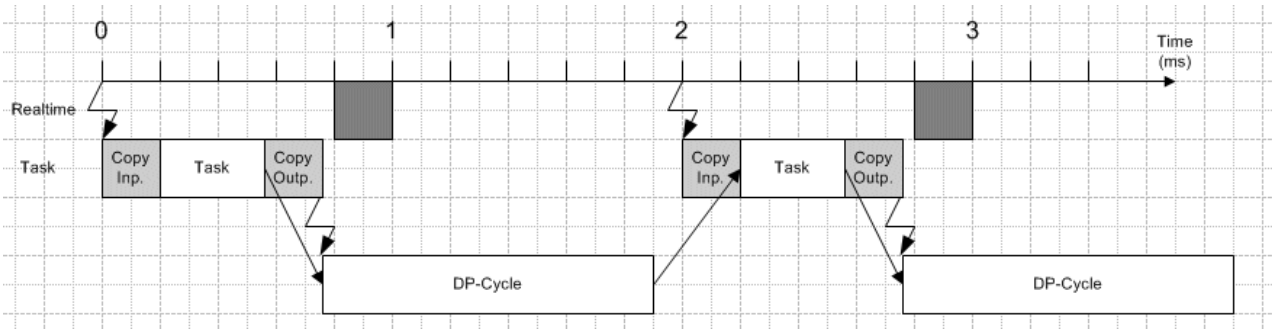 0 1 2 3
Time
(ms)
Realtime
Task
Copy
Inp.
Task
Copy
Outp.
Copy
Inp.
Task
Copy
Outp.
DP-Cycle
DP-Cycle